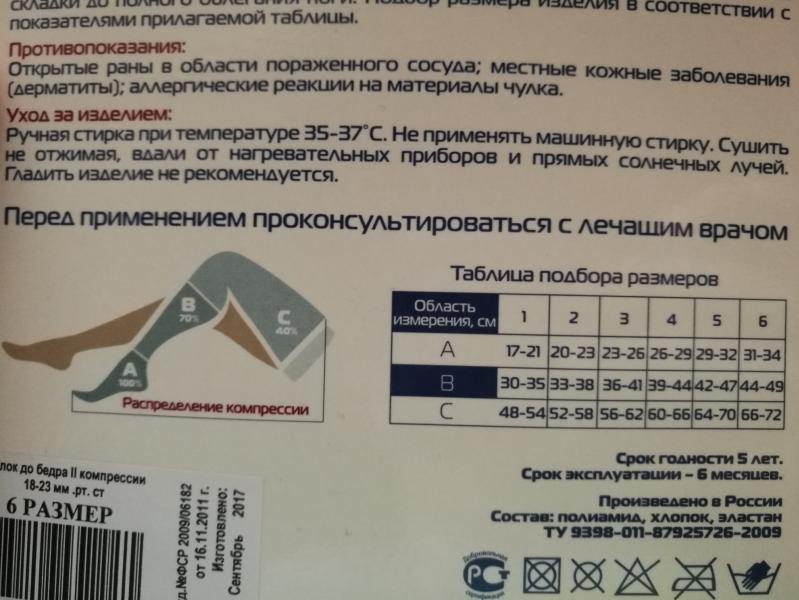 складки до полного облегания ноги. Подбор размера изделия в соответствии с
показателями прилагаемой таблицы.
Противопоказания:
Открытые раны в области пораженного сосуда; местные кожные заболевания
(дерматиты); аллергические реакции на материалы чулка.
Уход за изделием:
Ручная стирка при температуре 35-37°С. Не применять машинную стирку. Сушить
не отжимая, вдали от нагревательных приборов и прямых солнечных лучей.
Гладить изделие не рекомендуется.
Перед применением проконсультироваться с лечащим врачом
B
70%
C
40%
A
100%
Распределение компрессии
Таблица подбора размеров
Область измерения, см 1 2 3 4 5 6
A 17-21 20-23 23-26 26-29 29-32 31-34
B 30-35 33-38 36-41 39-44 42-47 44-49
C 48-54 52-58 56-62 60-66 64-70 66-72
Срок годности 5 лет.
Срок эксплуатации – 6 месяцев.
Произведено в России
Состав: полиамид, хлопок, эластан
ТУ 9398-011-87925726-2009
лок до бедра II компрессии
18-23 мм .рт. ст
6 РАЗМЕР
д.№ФСР 2009/06182
от 16.11.2011 г.
Изготовлено:
Сентябрь 2017
Добровольная
РСТ
сертификация